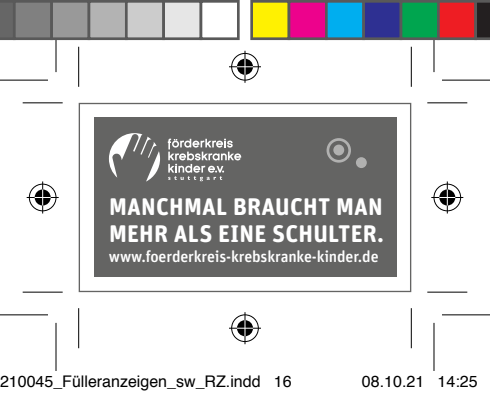 förderkreis
krebskranke
kinder e.v.
stuttgart
MANCHMAL BRAUCHT MAN
MEHR ALS EINE SCHULTER.
www.foerderkreis-krebskranke-kinder.de
210045_Fülleranzeigen_sw_RZ.indd 16 08.10.21 14:25